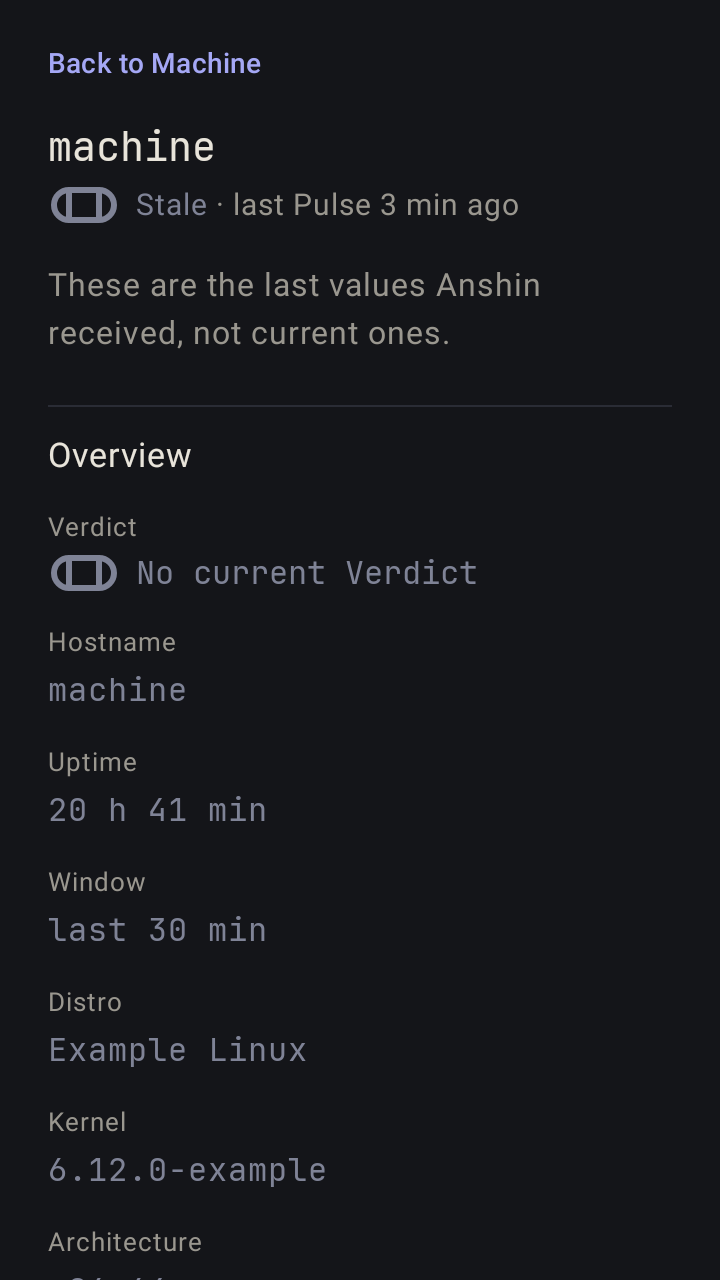 Back to Machine
machine
Stale · last Pulse 3 min ago
These are the last values Anshin
received, not current ones.
Overview
Verdict
No current Verdict
Hostname
machine
Uptime
20 h 41 min
Window
last 30 min
Distro
Example Linux
Kernel
6.12.0-example
Architecture